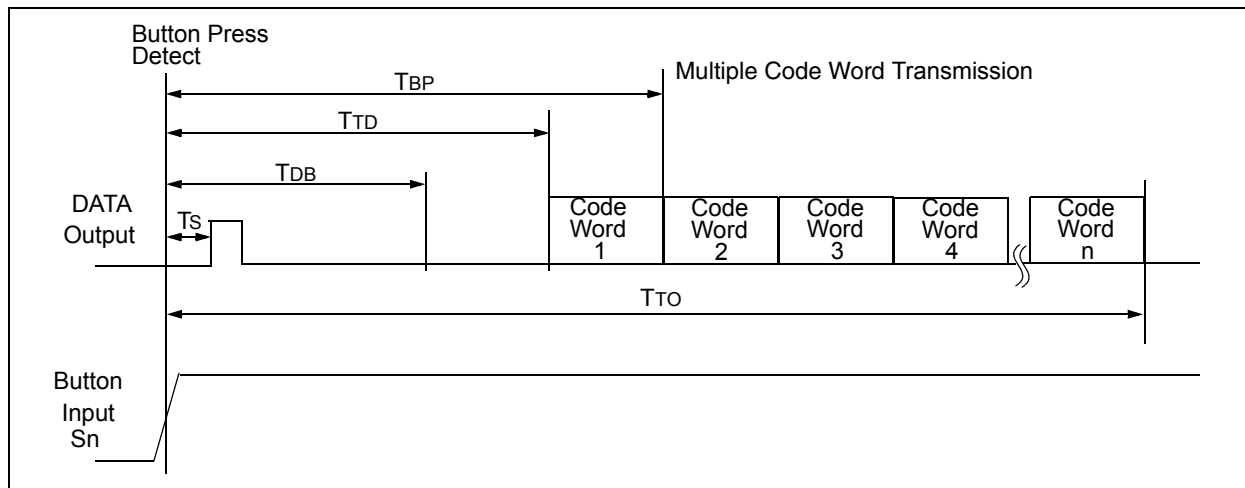 Button Press
Detect
TBP
Multiple Code Word Transmission
TTD
TDB
DATA
Output
TS
Code
Word
1
Code
Word
2
Code
Word
3
Code
Word
4
Code
Word
n
TTO
Button
Input
Sn